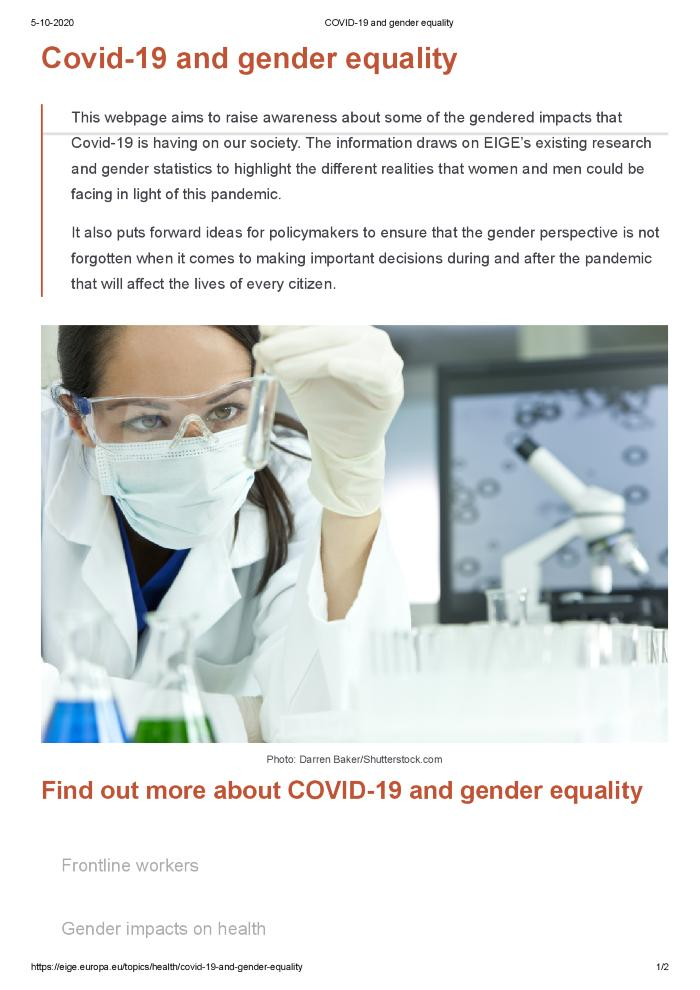 5-10-2020
COVID-19 and gender equality
Covid-19 and gender equality
This webpage aims to raise awareness about some of the gendered impacts that
Covid-19 is having on our society. The information draws on EIGE’s existing research
and gender statistics to highlight the different realities that women and men could be
facing in light of this pandemic.
It also puts forward ideas for policymakers to ensure that the gender perspective is not
forgotten when it comes to making important decisions during and after the pandemic
that will affect the lives of every citizen.
Photo: Darren Baker/Shutterstock.com
Find out more about COVID-19 and gender equality
Frontline workers
Gender impacts on health
https://eige.europa.eu/topics/health/covid-19-and-gender-equality
1/2